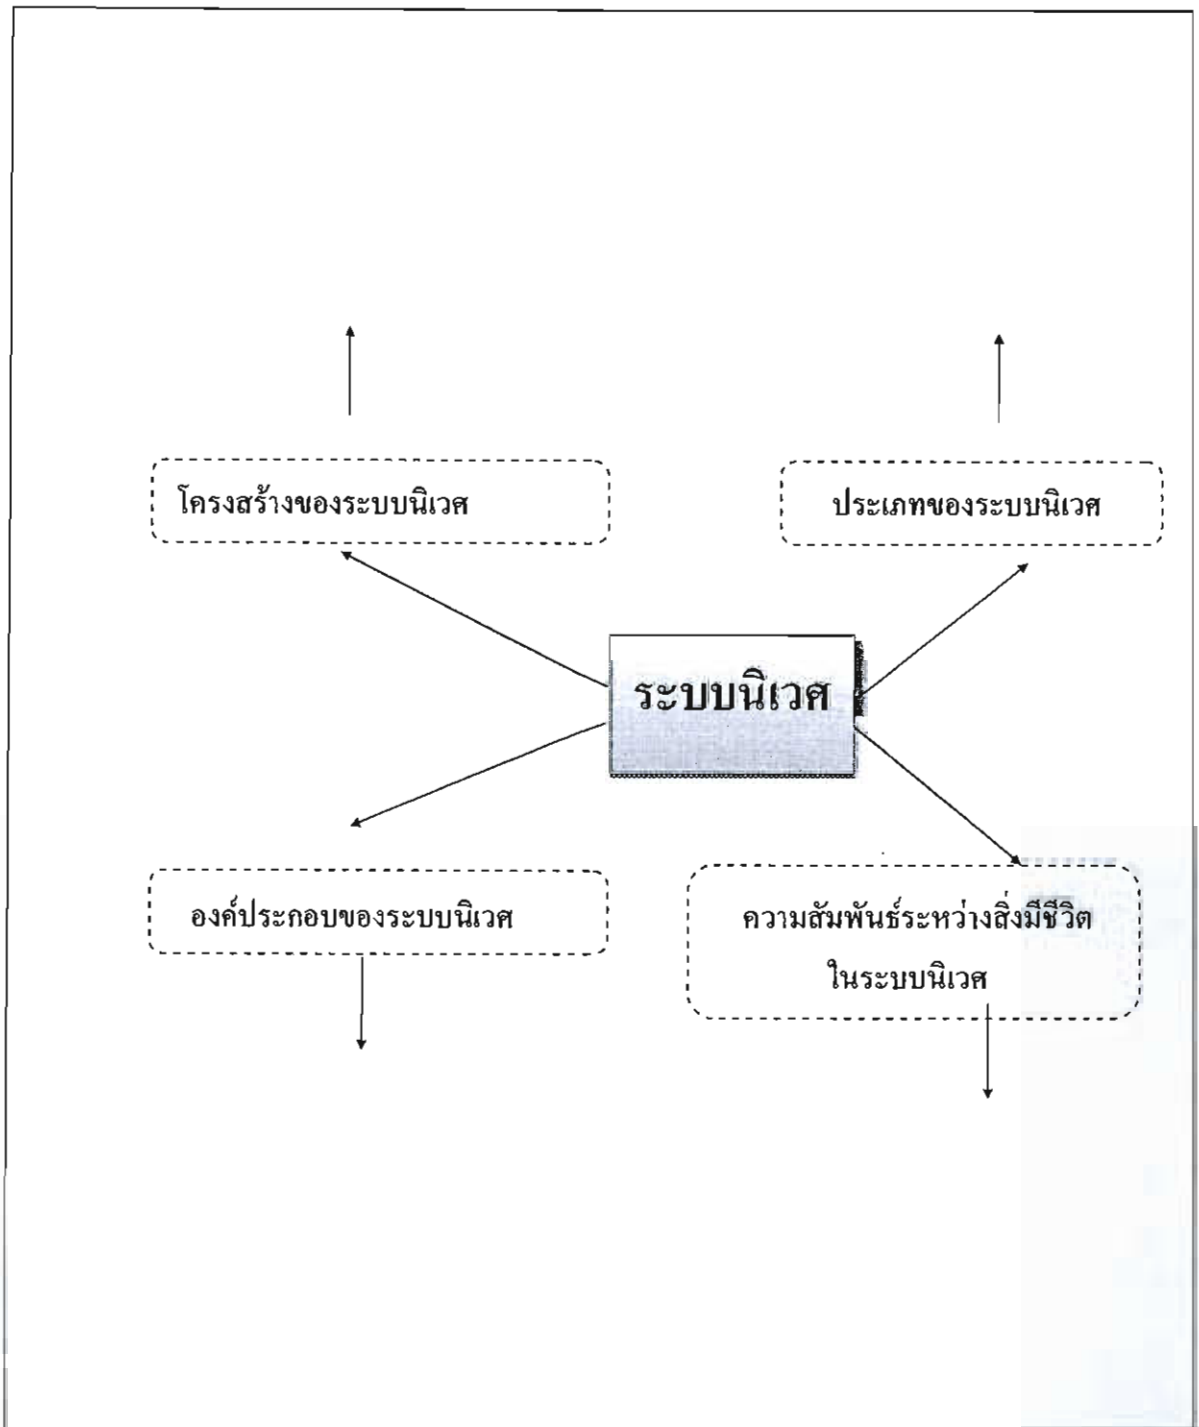 โครงสร้างของระบบนิเวศ
ประเภทของระบบนิเวศ
ระบบนิเวศ
องค์ประกอบของระบบนิเวศ
ความสัมพันธ์ระหว่างสิ่งมีชีวิต
ในระบบนิเวศ